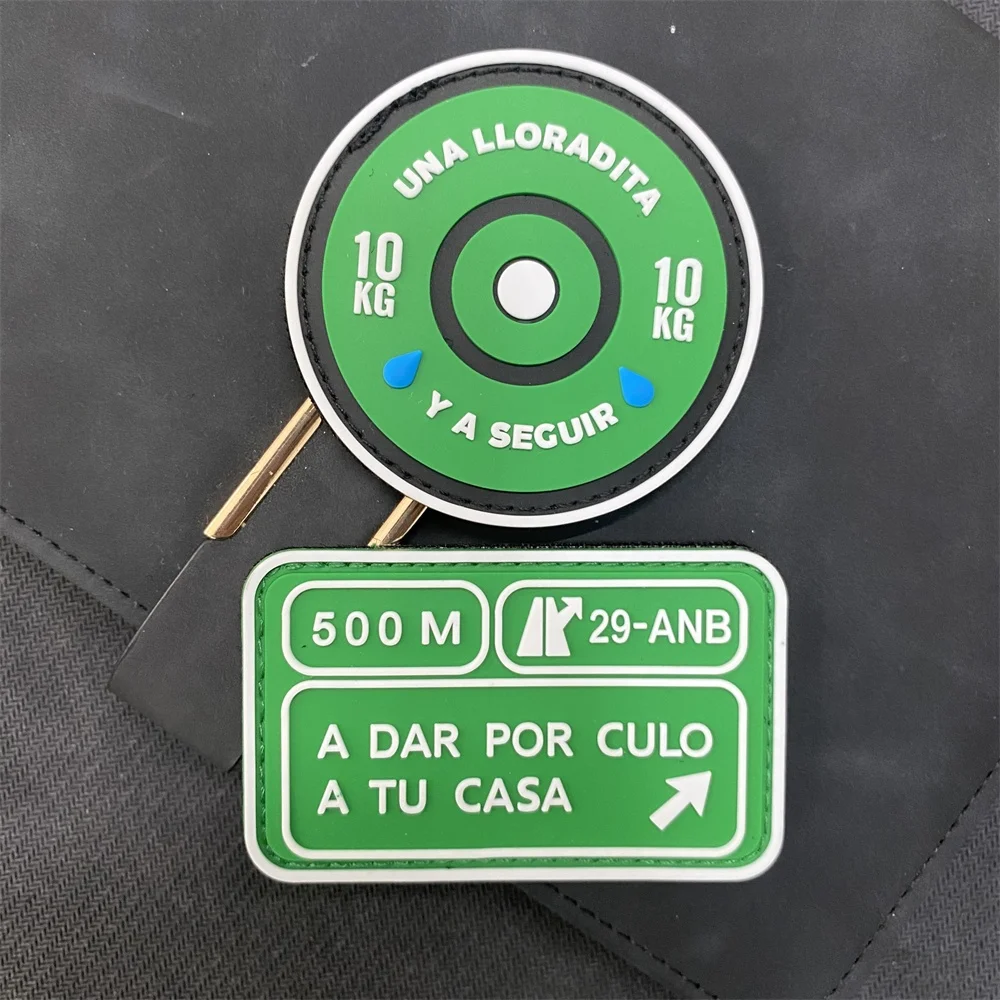 UNA LLORADITA
10
KG
10
KG
Y A SEGUIR
500 M
29-ANB
A DAR POR CULO
A TU CASA